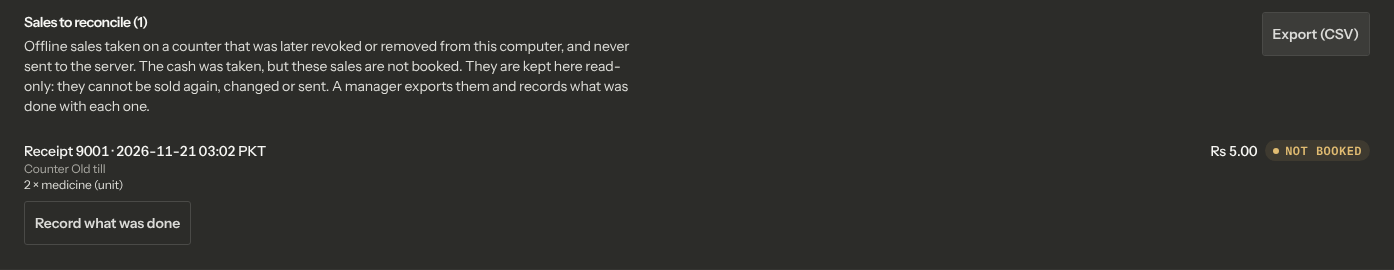 Sales to reconcile (1)
Export (CSV)
Offline sales taken on a counter that was later revoked or removed from this computer, and never
sent to the server. The cash was taken, but these sales are not booked. They are kept here read-
only: they cannot be sold again, changed or sent. A manager exports them and records what was
done with each one.
Receipt 9001 · 2026-11-21 03:02 PKT
Rs 5.00 NOT BOOKED
Counter Old till
2 × medicine (unit)
Record what was done